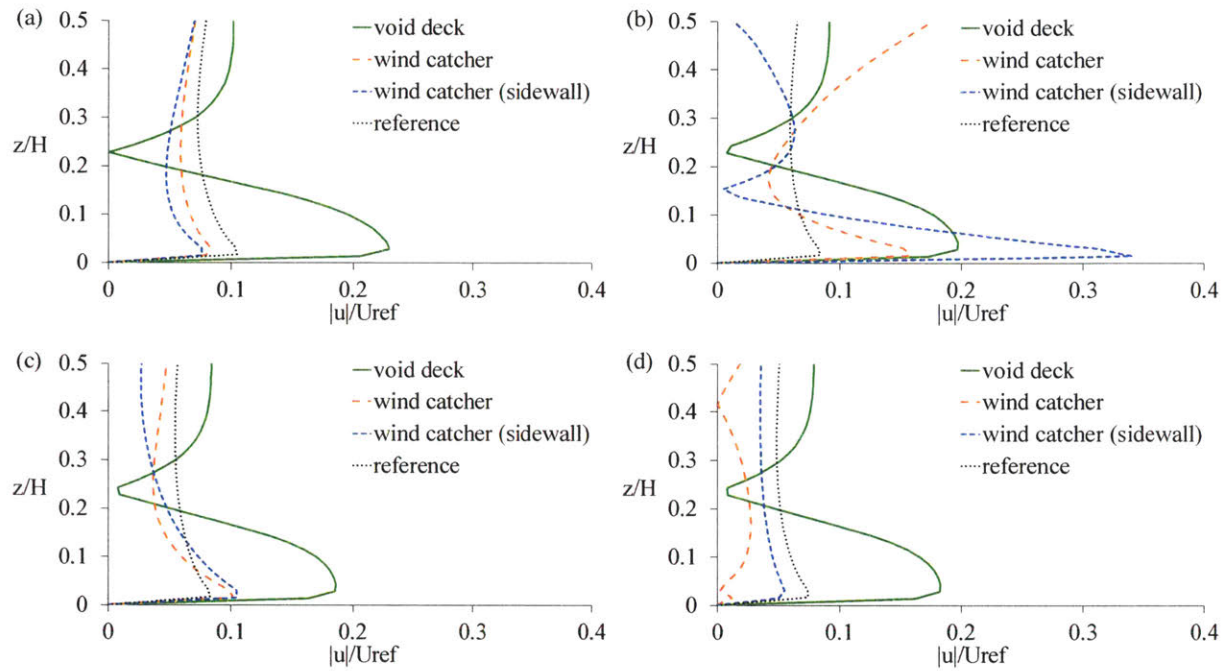 (a)
0.5
0.4
0.3
z/H
0.2
0.1
0
0 0.1 0.2 0.3 0.4
|u|/Uref
void deck
wind catcher
wind catcher (sidewall)
reference
(b)
0.5
0.4
0.3
z/H
0.2
0.1
0
0 0.1 0.2 0.3 0.4
|u|/Uref
void deck
wind catcher
wind catcher (sidewall)
reference
(c)
0.5
0.4
0.3
z/H
0.2
0.1
0
0 0.1 0.2 0.3 0.4
|u|/Uref
void deck
wind catcher
wind catcher (sidewall)
reference
(d)
0.5
0.4
0.3
z/H
0.2
0.1
0
0 0.1 0.2 0.3 0.4
|u|/Uref
void deck
wind catcher
wind catcher (sidewall)
reference